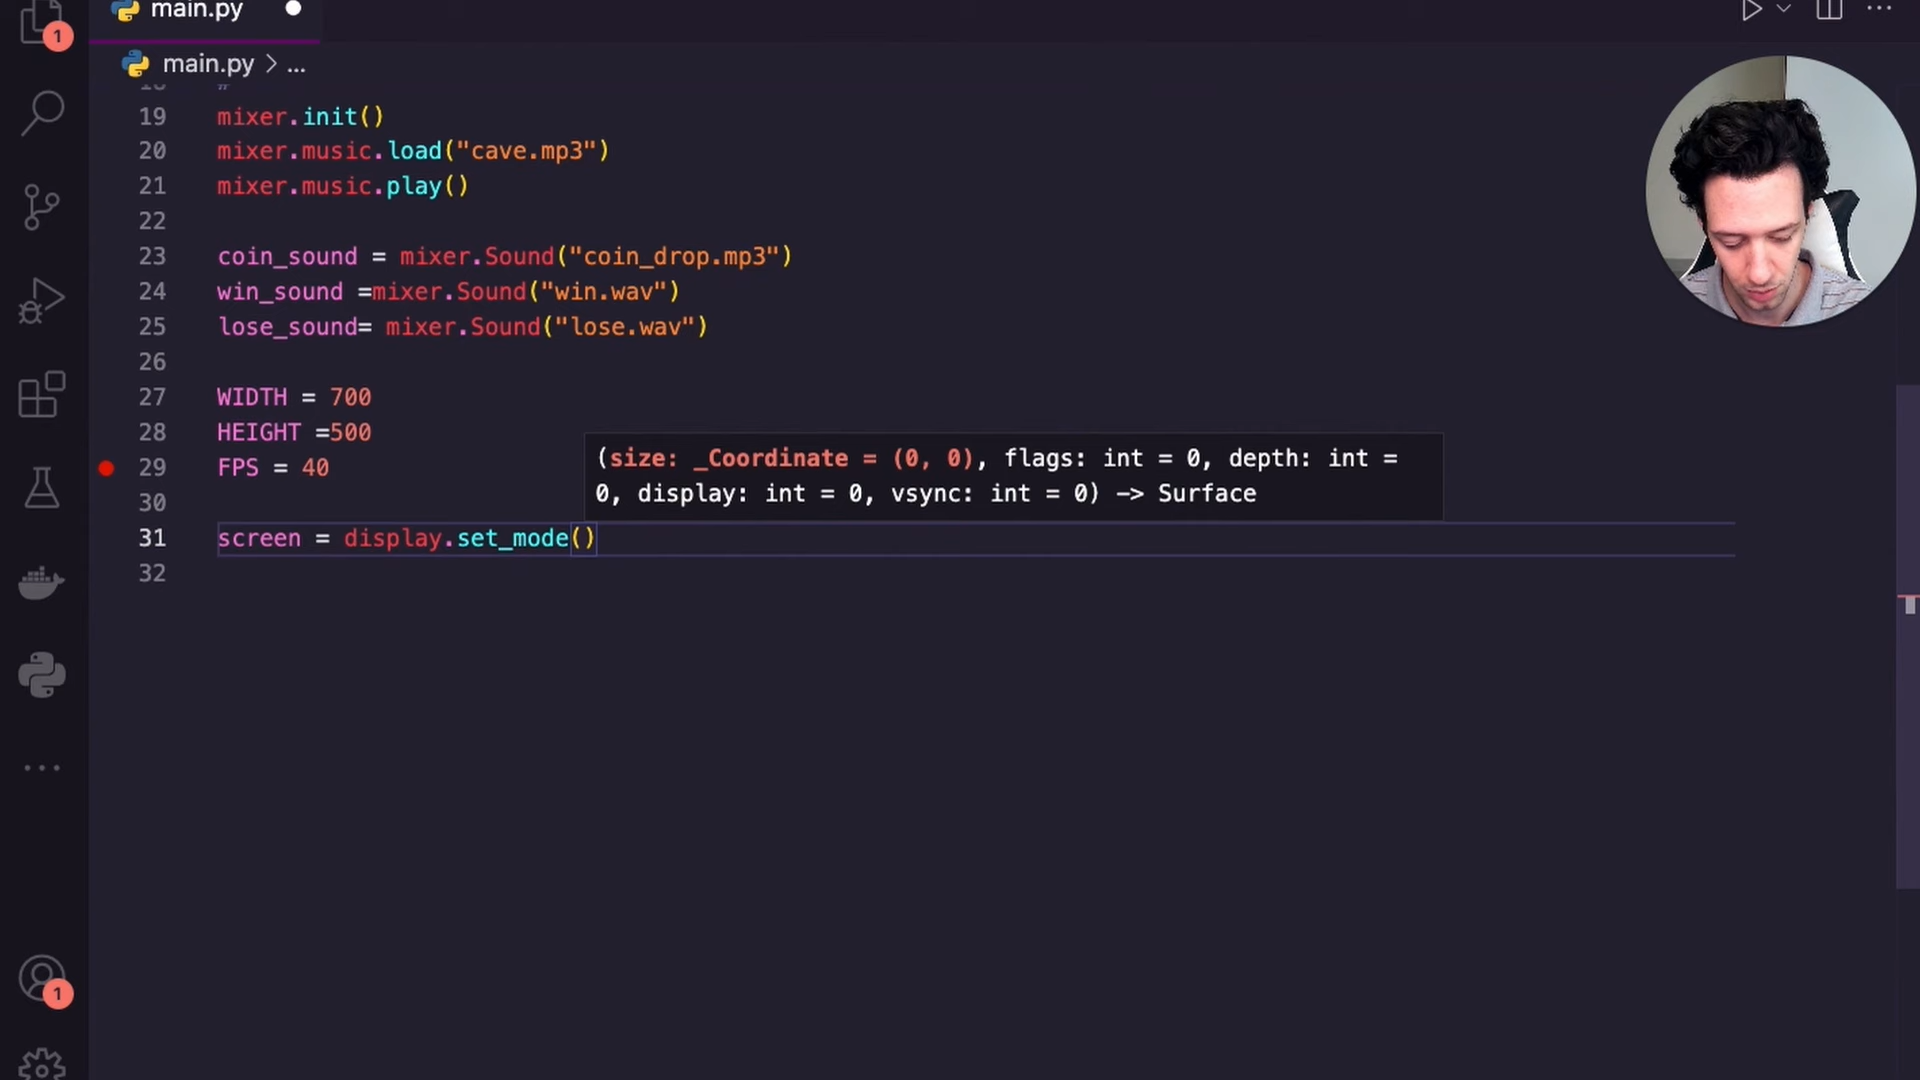 main.py
1
main.py > ...
18 #
19 mixer.init()
20 mixer.music.load("cave.mp3")
21 mixer.music.play()
22
23 coin_sound = mixer.Sound("coin_drop.mp3")
24 win_sound =mixer.Sound("win.wav")
25 lose_sound= mixer.Sound("lose.wav")
26
27 WIDTH = 700
28 HEIGHT =500
(size: _Coordinate = (0, 0), flags: int = 0, depth: int =
29 FPS = 40
0, display: int = 0, vsync: int = 0) -> Surface
30
31 screen = display.set_mode()
32
1